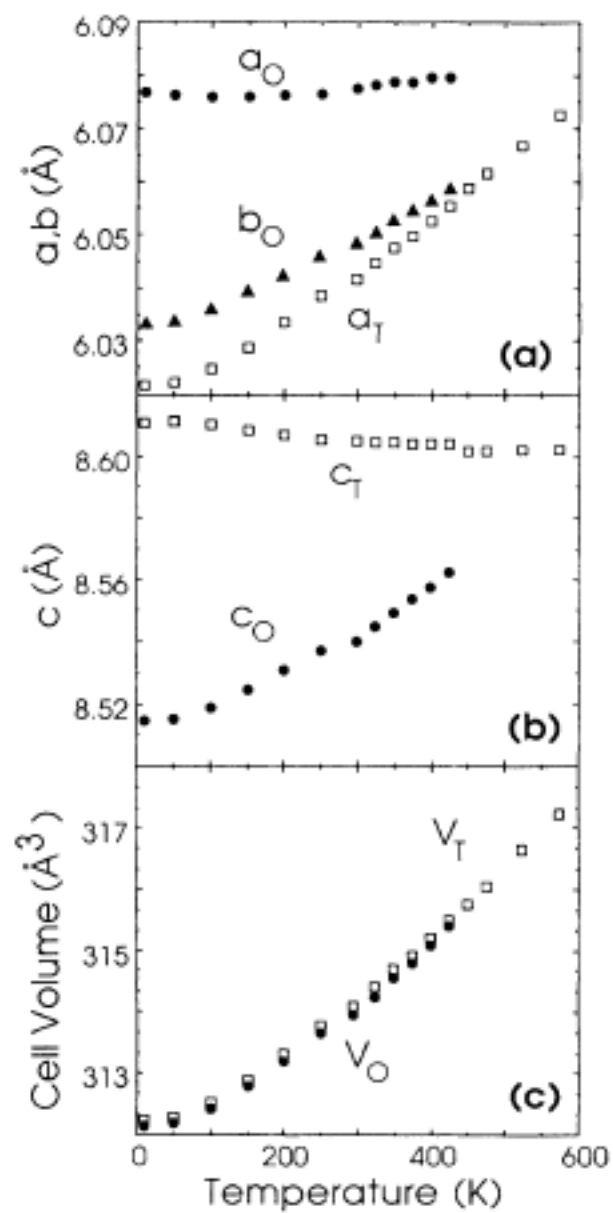 6.09
a_O
6.07
b_O
6.05
a_T
6.03
(a)
a,b (Å)
8.60
c_T
8.56
c_O
8.52
(b)
c (Å)
317
V_T
315
V_O
313
(c)
Cell Volume (Å³)
0 200 400 600
Temperature (K)